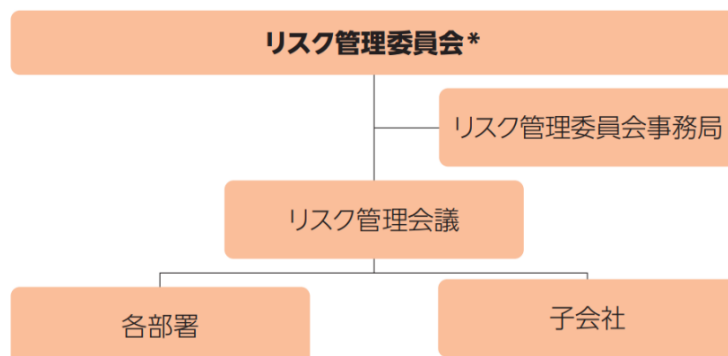 リスク管理委員会*
リスク管理委員会事務局
リスク管理会議
各部署
子会社